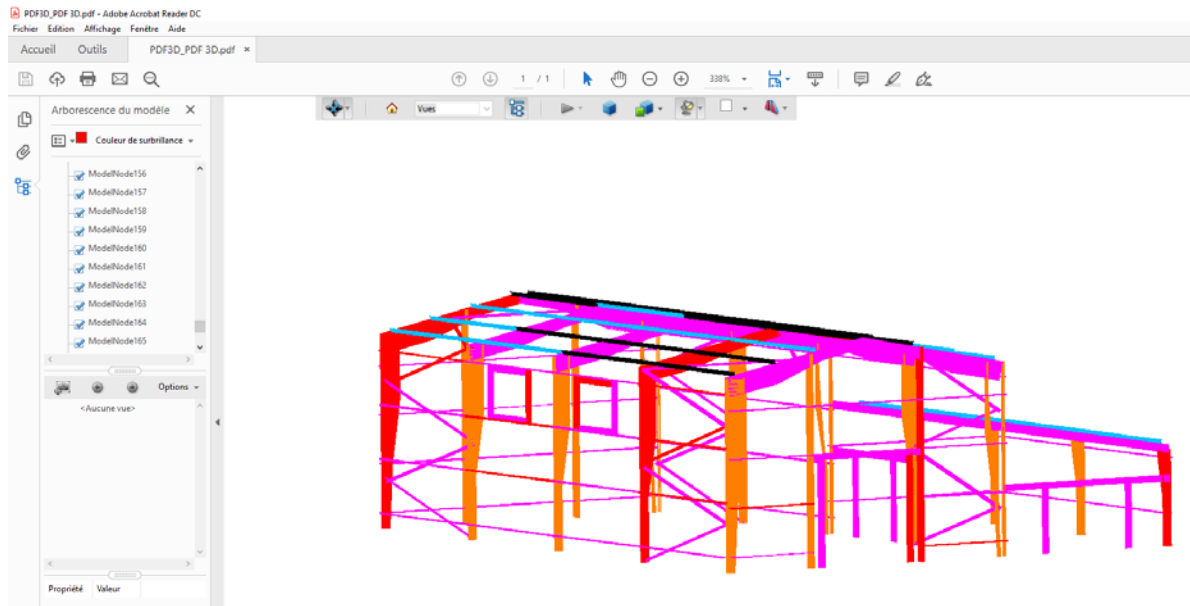 PDF3D_PDF 3D.pdf - Adobe Acrobat Reader DC
Fichier Edition Affichage Fenêtre Aide
Accueil Outils PDF3D_PDF 3D.pdf ×
1 / 1 338%
Arborescence du modèle X
Vues
Couleur de surbrillance
ModelNode156
ModelNode157
ModelNode158
ModelNode159
ModelNode160
ModelNode161
ModelNode162
ModelNode163
ModelNode164
ModelNode165
Options
<Aucune vue>
Propriété Valeur